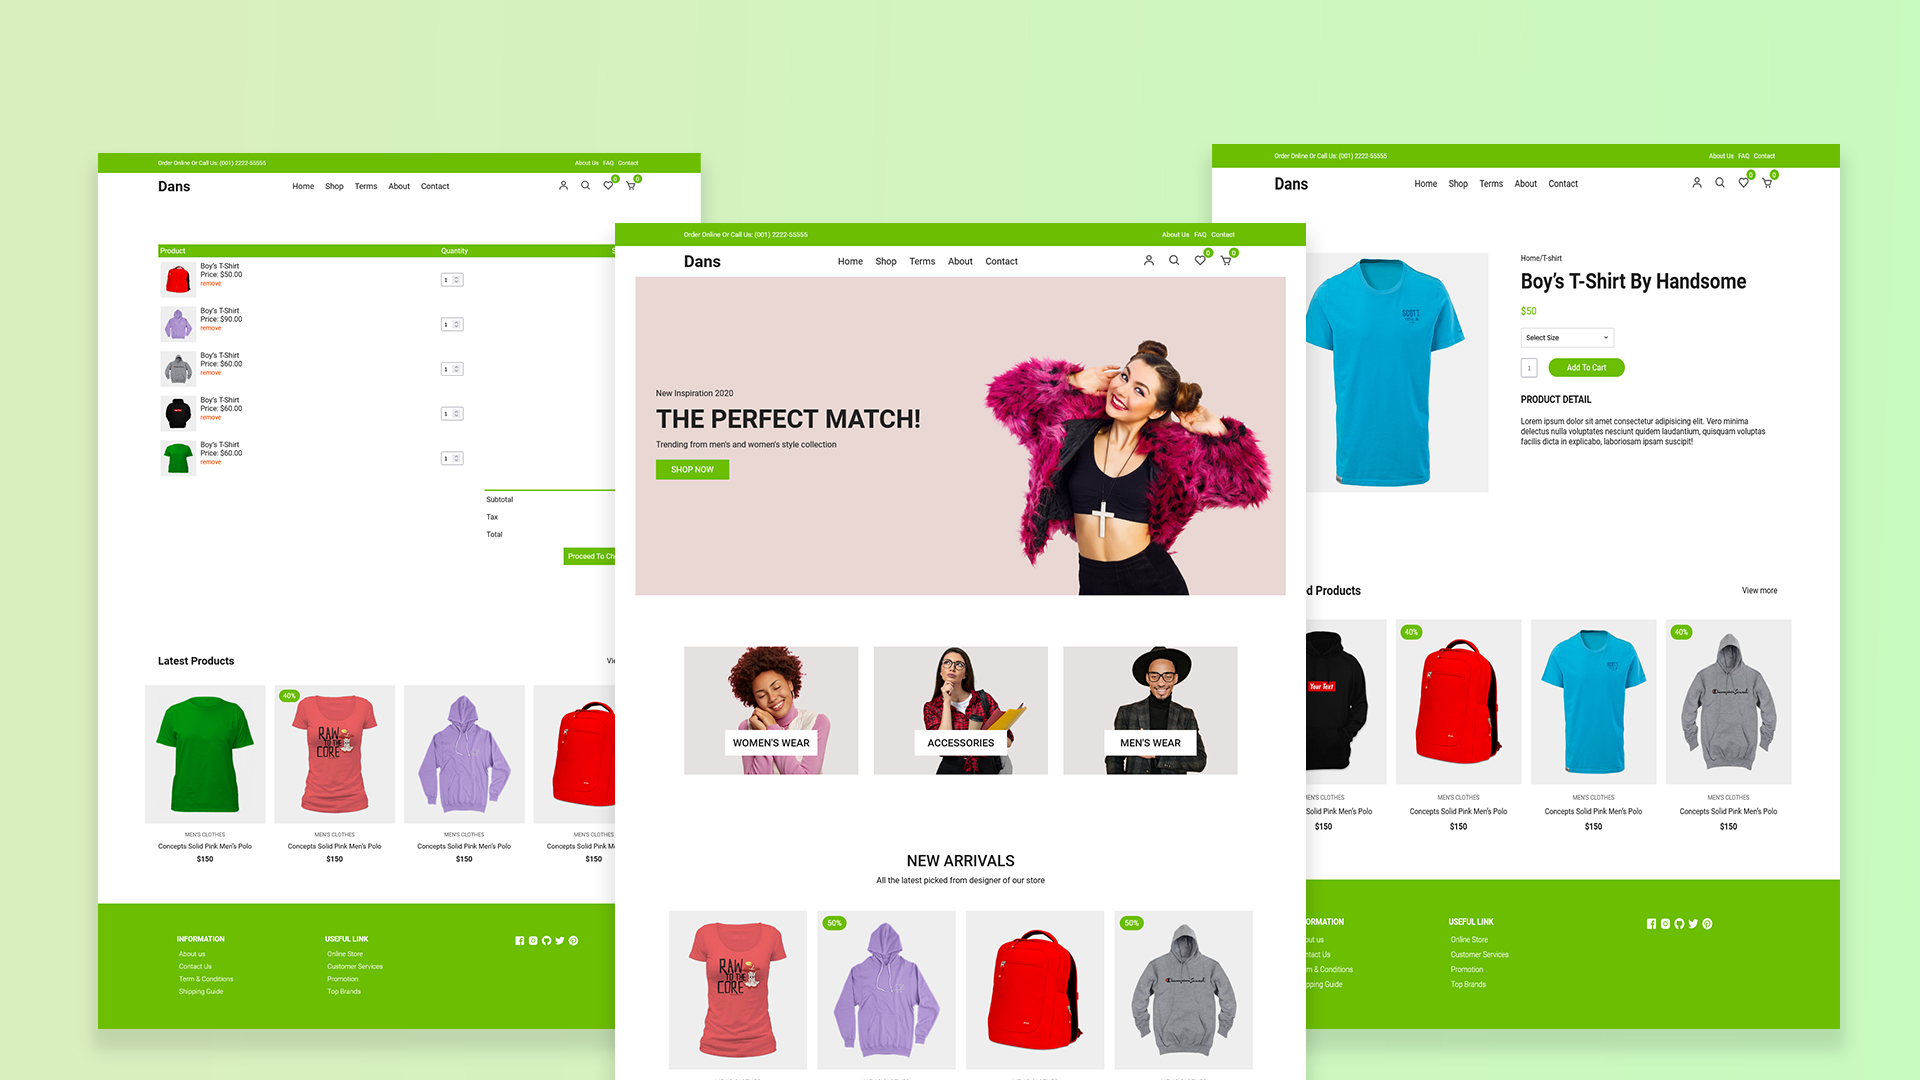 Order Online Or Call Us: (001) 2222-55555
About Us FAQ Contact
Dans
Home Shop Terms About Contact
0 0
Product Quantity
Boy's T-Shirt
Price: $50.00
remove
1
Boy's T-Shirt
Price: $90.00
remove
1
Boy's T-Shirt
Price: $60.00
remove
1
Boy's T-Shirt
Price: $60.00
remove
1
Boy's T-Shirt
Price: $60.00
remove
1
Subtotal
Tax
Total
Proceed To Ch
Latest Products
40%
RAW
TO THE
CORE
MEN'S CLOTHES MEN'S CLOTHES MEN'S CLOTHES MEN'S CLOTHES
Concepts Solid Pink Men's Polo Concepts Solid Pink Men's Polo Concepts Solid Pink Men's Polo Concepts Solid Pink M
$150 $150 $150 $150
INFORMATION
About us
Contact Us
Term & Conditions
Shipping Guide
USEFUL LINK
Online Store
Customer Services
Promotion
Top Brands
Order Online Or Call Us: (001) 2222-55555
About Us FAQ Contact
Dans
Home Shop Terms About Contact
0 0
New Inspiration 2020
THE PERFECT MATCH!
Trending from men's and women's style collection
SHOP NOW
WOMEN'S WEAR ACCESSORIES MEN'S WEAR
NEW ARRIVALS
All the latest picked from designer of our store
50% 50%
RAW
TO THE
CORE
Order Online Or Call Us: (001) 2222-55555
About Us FAQ Contact
Dans
Home Shop Terms About Contact
0 0
SCOTT
Home/T-shirt
Boy's T-Shirt By Handsome
$50
Select Size
1 Add To Cart
PRODUCT DETAIL
Lorem ipsum dolor sit amet consectetur adipisicing elit. Vero minima
delectus nulla voluptates nesciunt quidem laudantium, quisquam voluptas
facilis dicta in explicabo, laboriosam ipsam suscipit!
d Products View more
40% 40%
Your Text
EN'S CLOTHES MEN'S CLOTHES MEN'S CLOTHES MEN'S CLOTHES
Solid Pink Men's Polo Concepts Solid Pink Men's Polo Concepts Solid Pink Men's Polo Concepts Solid Pink Men's Polo
$150 $150 $150 $150
ORMATION
out us
ntact Us
m & Conditions
pping Guide
USEFUL LINK
Online Store
Customer Services
Promotion
Top Brands